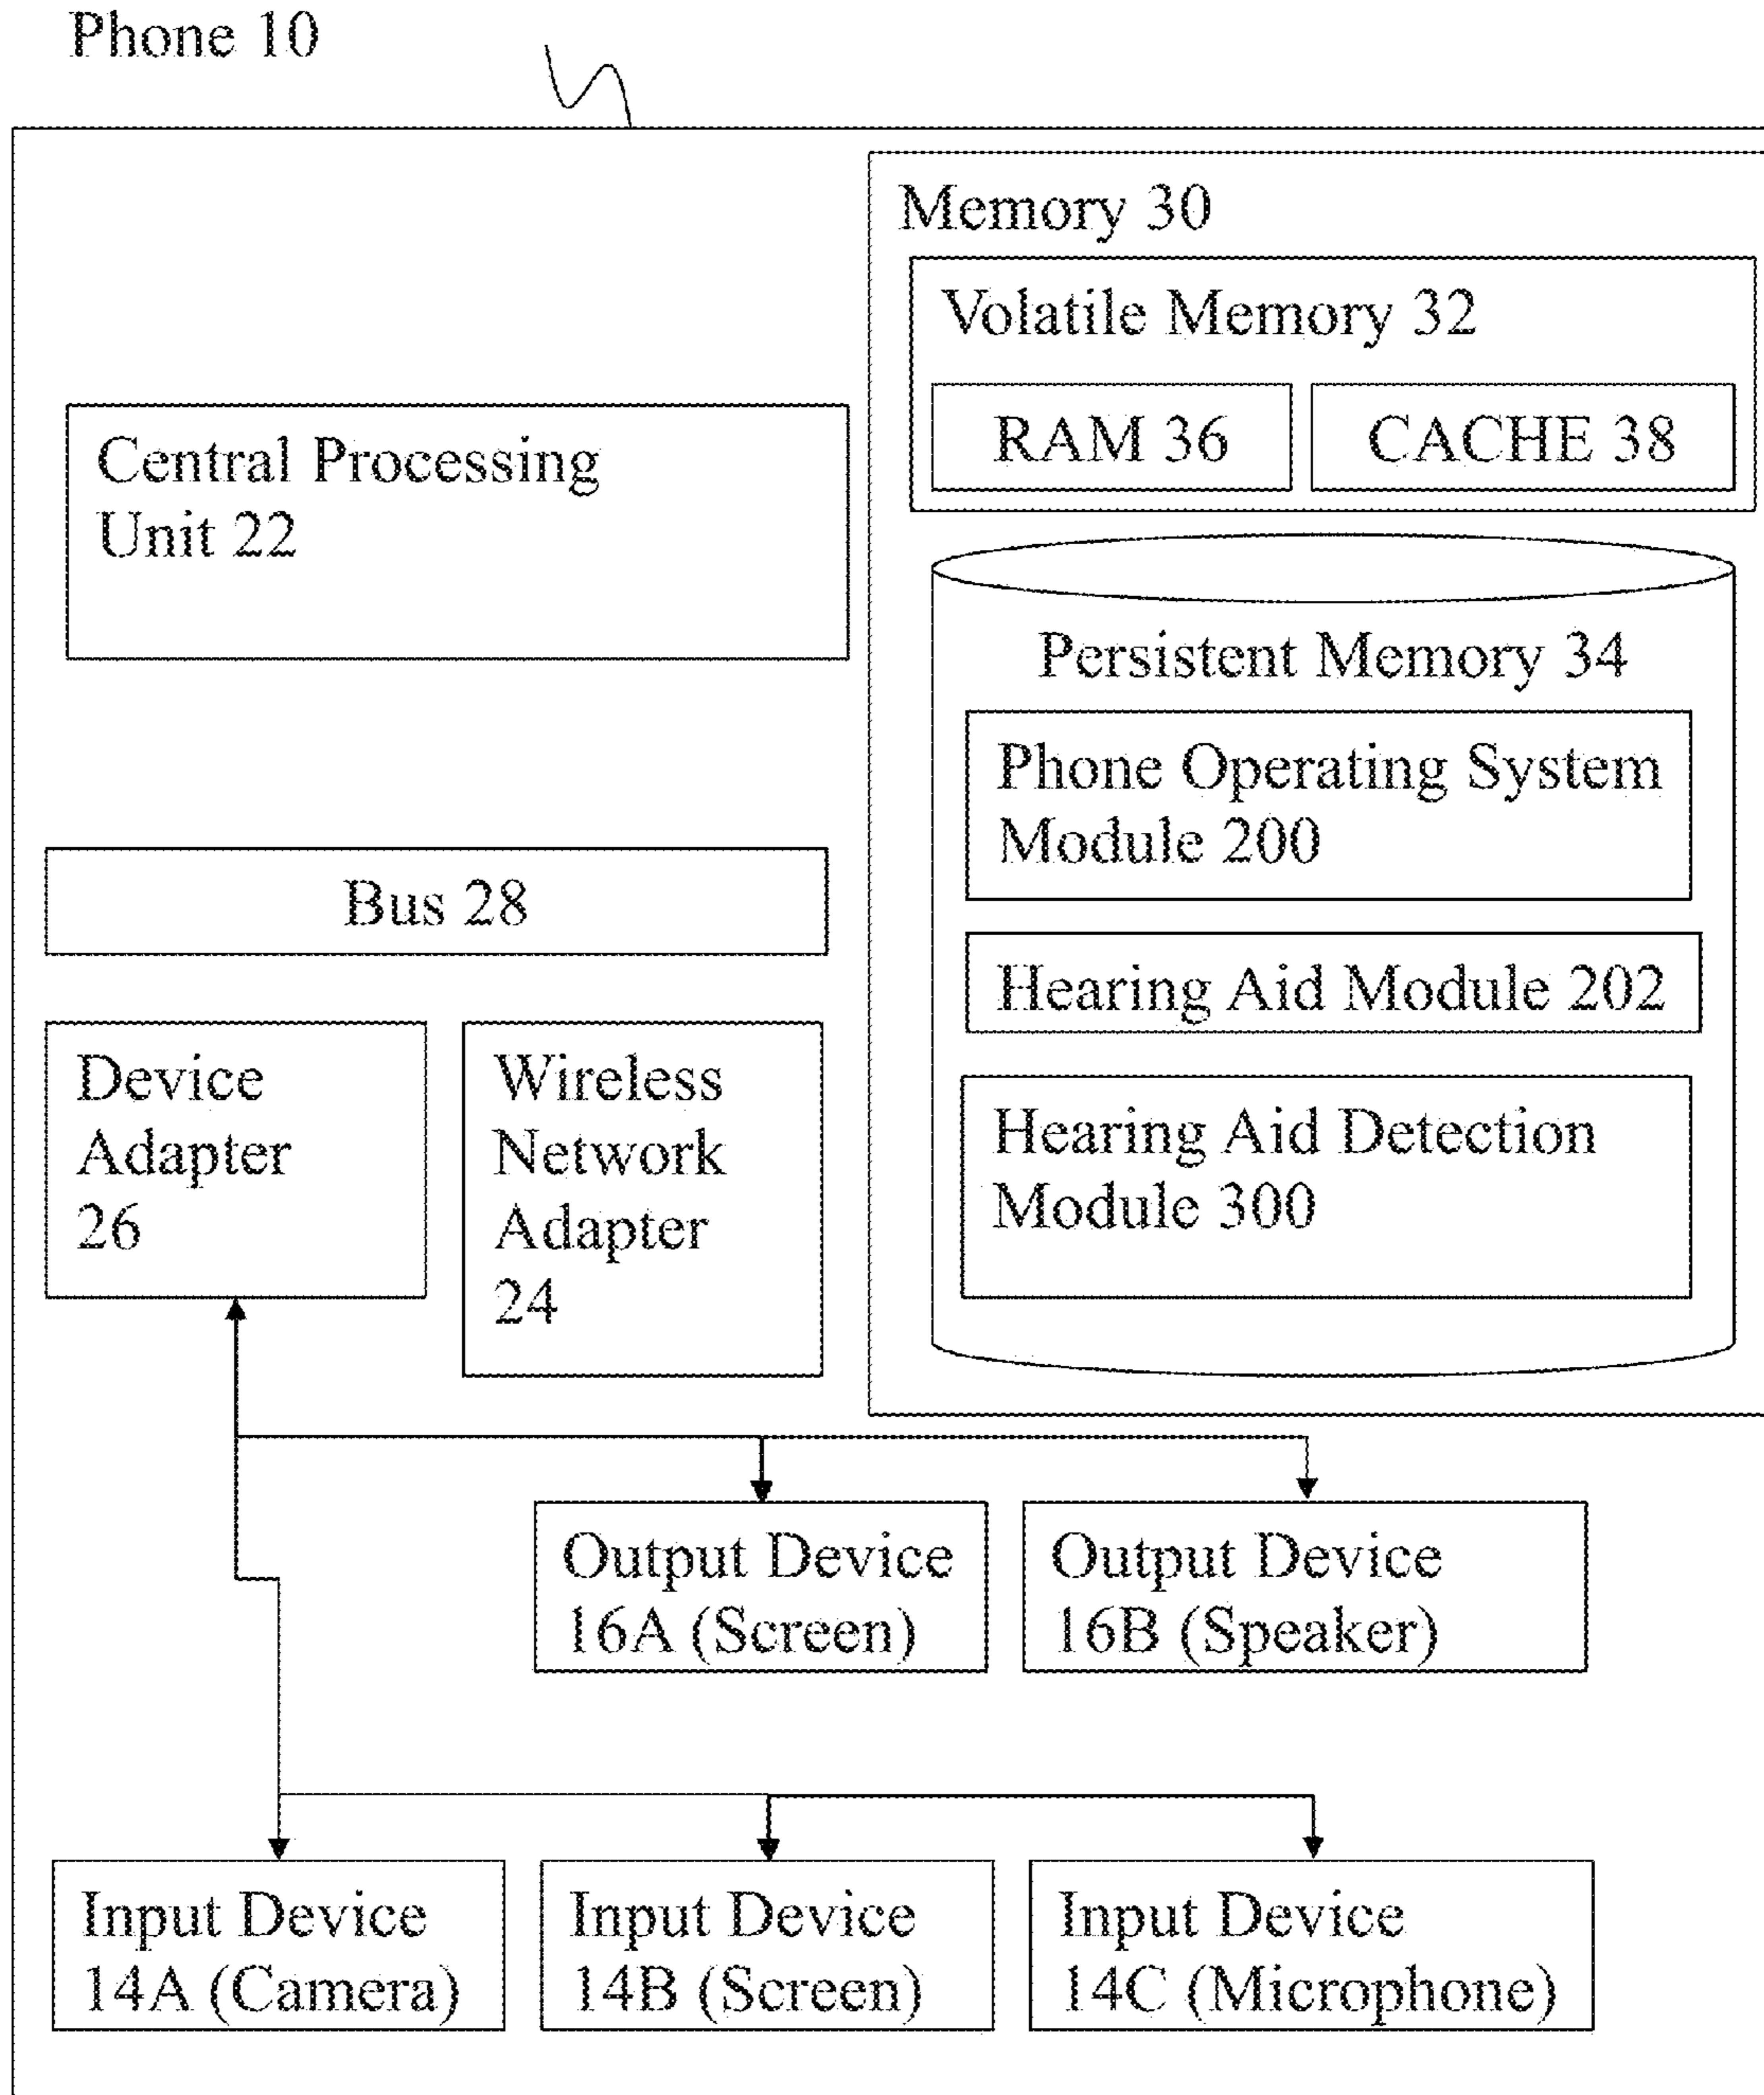 Phone 10
Memory 30
Volatile Memory 32
RAM 36
CACHE 38
Central Processing
Unit 22
Persistent Memory 34
Phone Operating System
Module 200
Hearing Aid Module 202
Hearing Aid Detection
Module 300
Bus 28
Device
Adapter
26
Wireless
Network
Adapter
24
Output Device
16A (Screen)
Output Device
16B (Speaker)
Input Device
14A (Camera)
Input Device
14B (Screen)
Input Device
14C (Microphone)